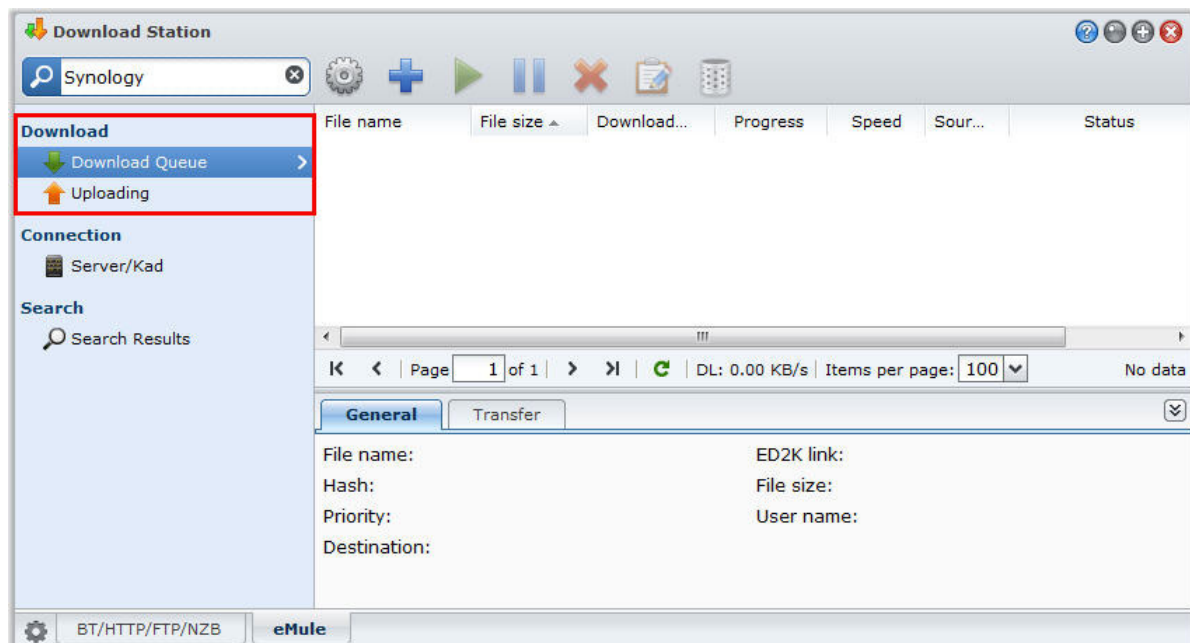 Download Station
Synology
Download
Download Queue
Uploading
Connection
Server/Kad
Search
Search Results
File name File size Download... Progress Speed Sour... Status
Page 1 of 1 DL: 0.00 KB/s Items per page: 100 No data
General Transfer
File name: ED2K link:
Hash: File size:
Priority: User name:
Destination:
BT/HTTP/FTP/NZB eMule